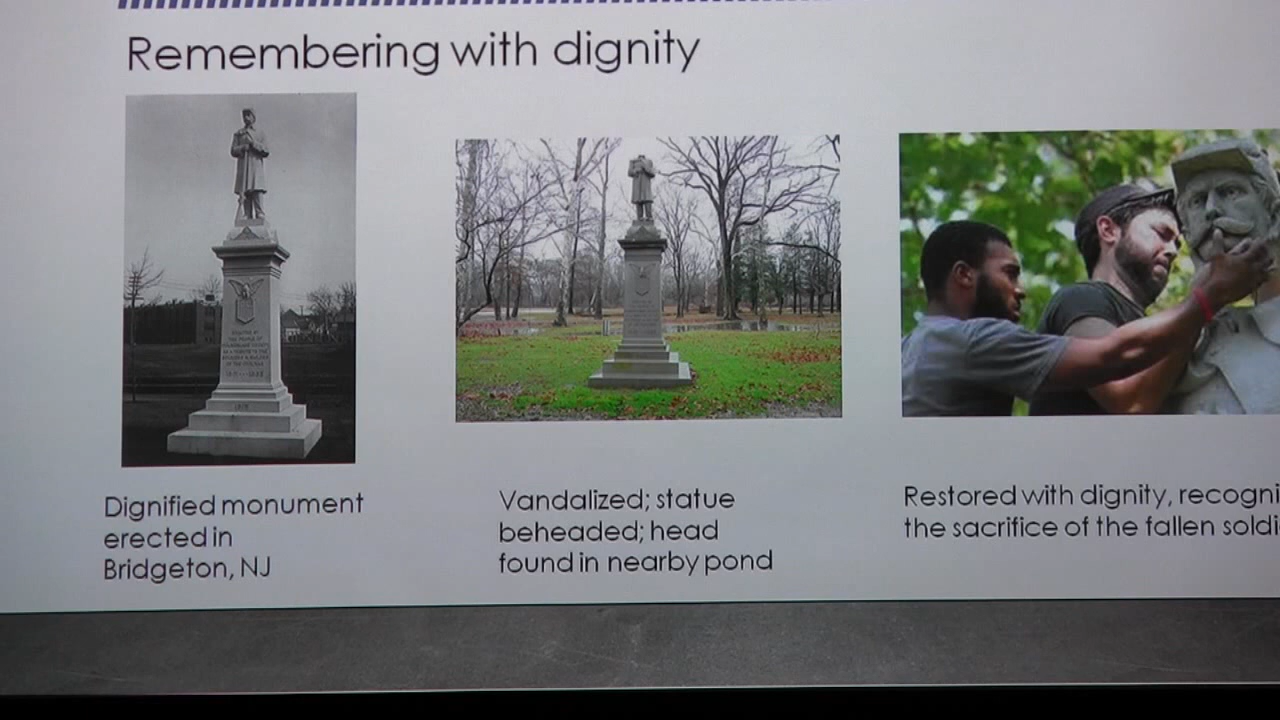 Remembering with dignity
Dignified monument
erected in
Bridgeton, NJ
Vandalized; statue
beheaded; head
found in nearby pond
Restored with dignity,
the sacrifice of the fallen